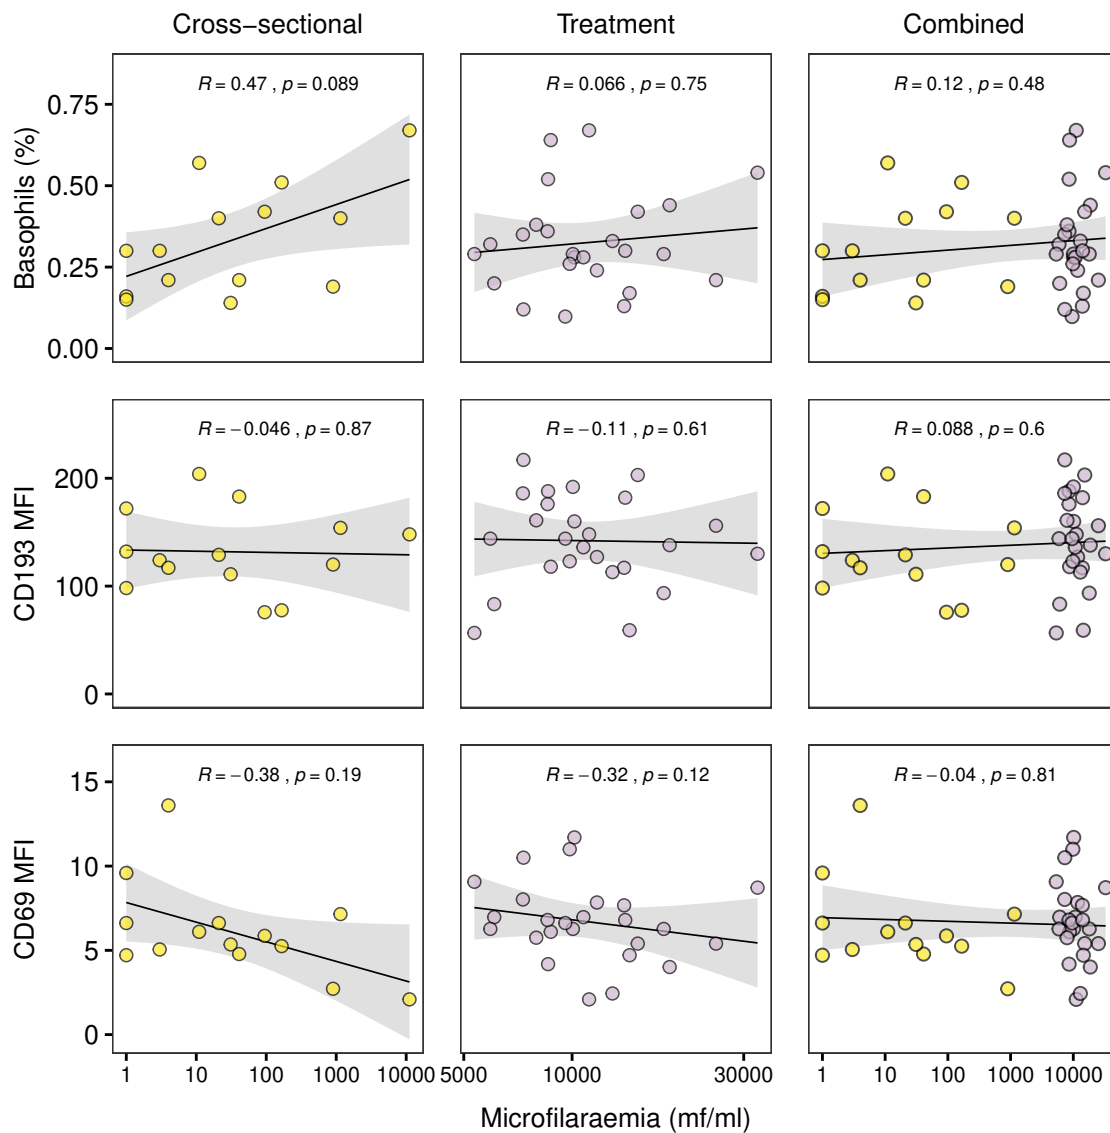 Cross−sectional Treatment Combined
R = 0.47 , p = 0.089 R = 0.066 , p = 0.75 R = 0.12 , p = 0.48
Basophils (%)
0.75
0.50
0.25
0.00
R = −0.046 , p = 0.87 R = −0.11 , p = 0.61 R = 0.088 , p = 0.6
CD193 MFI
200
100
0
R = −0.38 , p = 0.19 R = −0.32 , p = 0.12 R = −0.04 , p = 0.81
CD69 MFI
15
10
5
0
1 10 100 1000 10000 5000 10000 30000 1 10 100 1000 10000
Microfilaraemia (mf/ml)